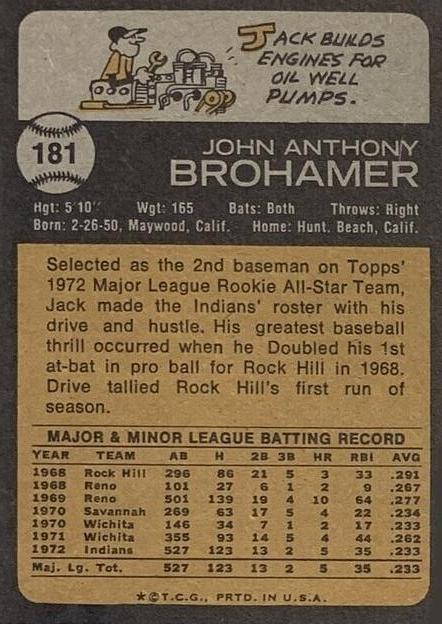 JACK BUILDS
ENGINES FOR
OIL WELL
PUMPS.
181
JOHN ANTHONY
BROHAMER
Hgt: 5'10" Wgt: 165 Bats: Both Throws: Right
Born: 2-26-50, Maywood, Calif. Home: Hunt. Beach, Calif.
Selected as the 2nd baseman on Topps'
1972 Major League Rookie All-Star Team,
Jack made the Indians' roster with his
drive and hustle. His greatest baseball
thrill occurred when he Doubled his 1st
at-bat in pro ball for Rock Hill in 1968.
Drive tallied Rock Hill's first run of
season.
MAJOR & MINOR LEAGUE BATTING RECORD
YEAR TEAM AB H 2B 3B HR RBI AVG
1968 Rock Hill 296 86 21 5 3 33 .291
1968 Reno 101 27 6 1 2 9 .267
1969 Reno 501 139 19 4 10 64 .277
1970 Savannah 269 63 17 5 4 22 .234
1970 Wichita 146 34 7 1 2 17 .233
1971 Wichita 355 93 14 5 4 44 .262
1972 Indians 527 123 13 2 5 35 .233
Maj. Lg. Tot. 527 123 13 2 5 35 .233
*©T.C.G., PRTD. IN U.S.A.